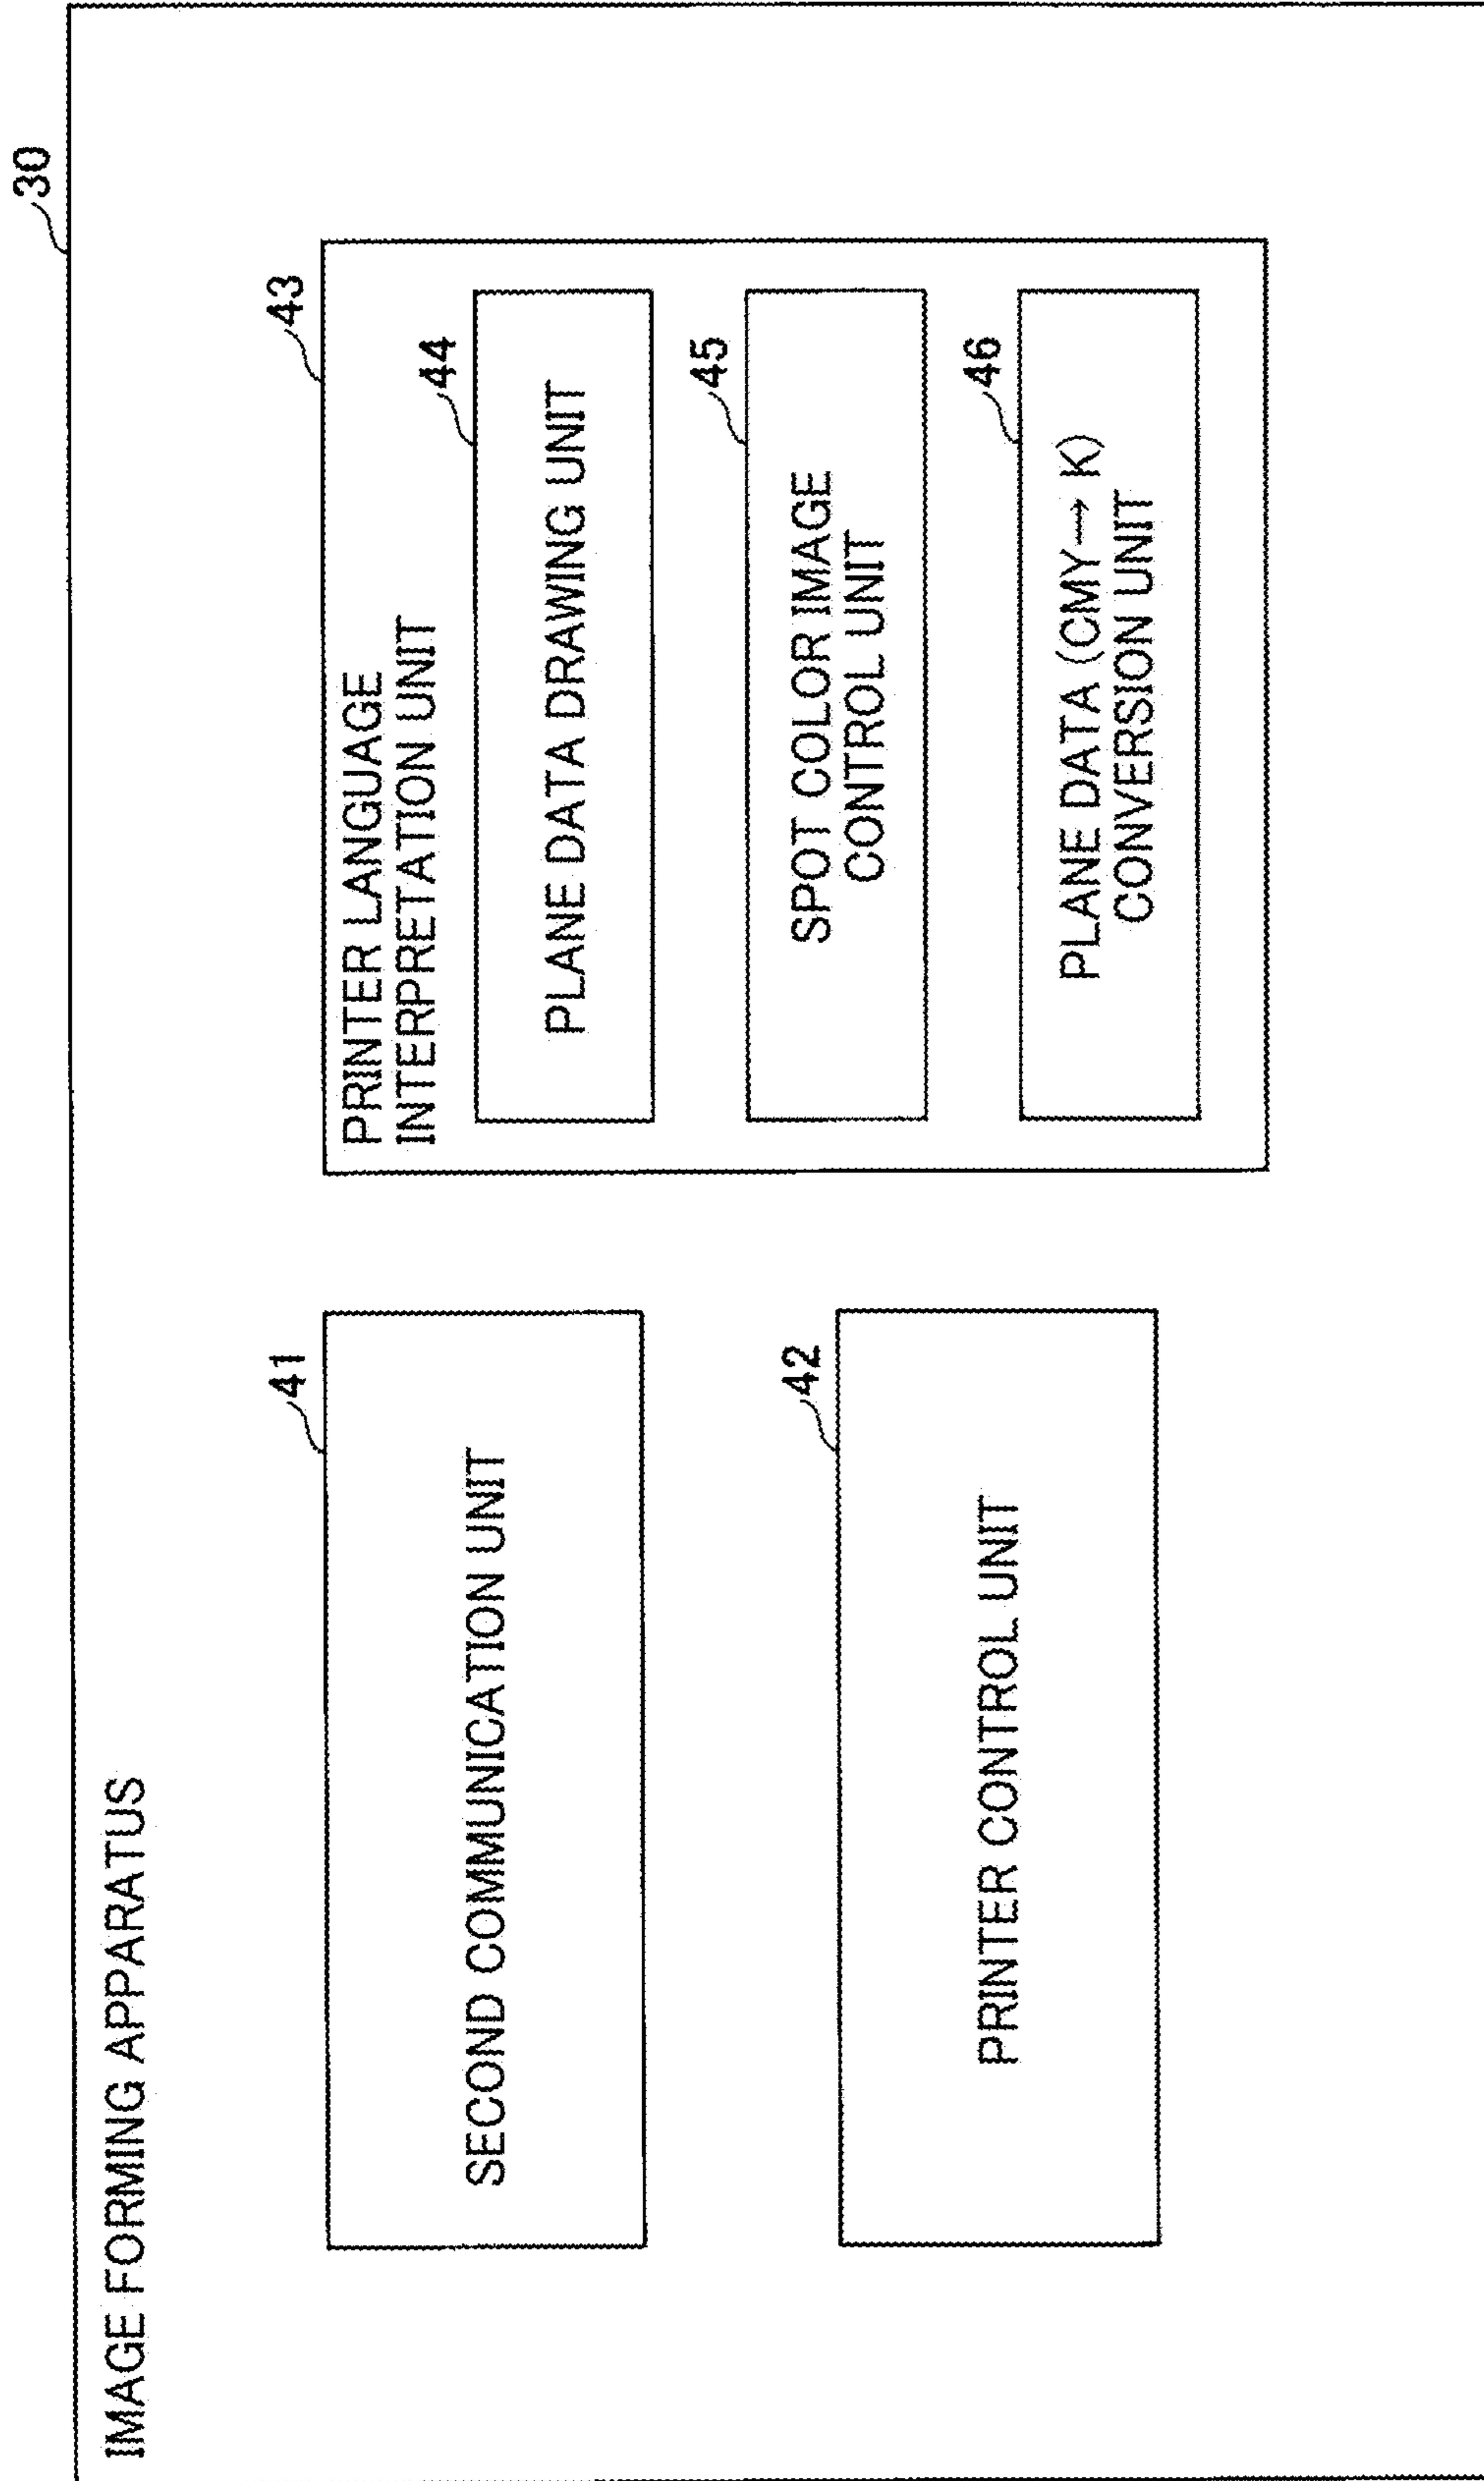 30
IMAGE FORMING APPARATUS
41
SECOND COMMUNICATION UNIT
42
PRINTER CONTROL UNIT
43
PRINTER LANGUAGE
INTERPRETATION UNIT
44
PLANE DATA DRAWING UNIT
45
SPOT COLOR IMAGE
CONTROL UNIT
46
PLANE DATA (CMY→K)
CONVERSION UNIT